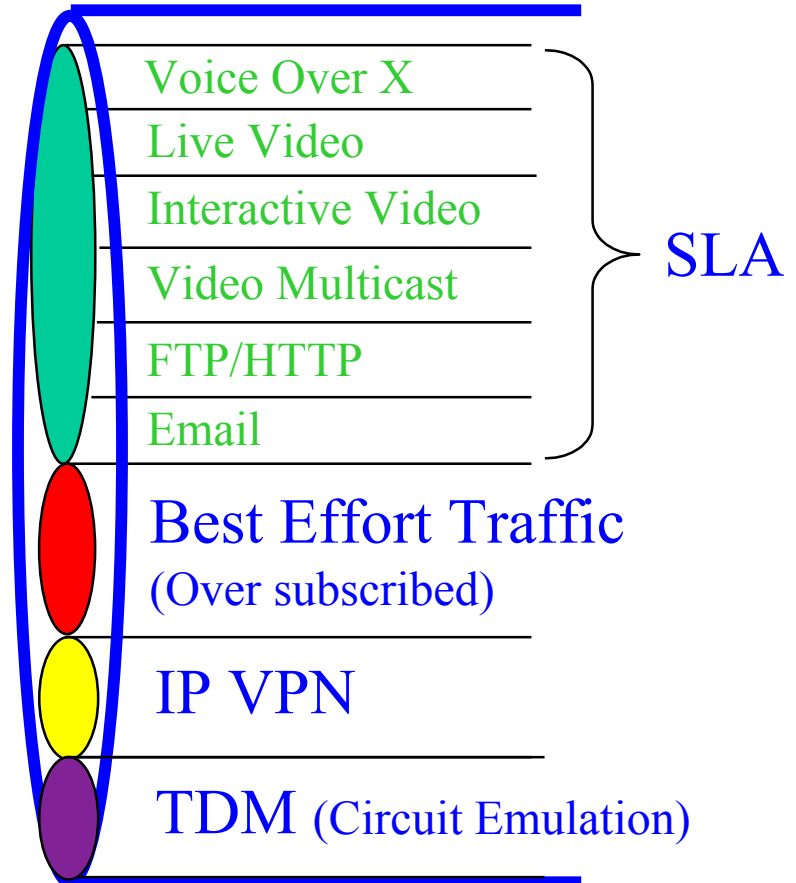 Voice Over X
Live Video
Interactive Video
Video Multicast
FTP/HTTP
Email
SLA
Best Effort Traffic
(Over subscribed)
IP VPN
TDM (Circuit Emulation)